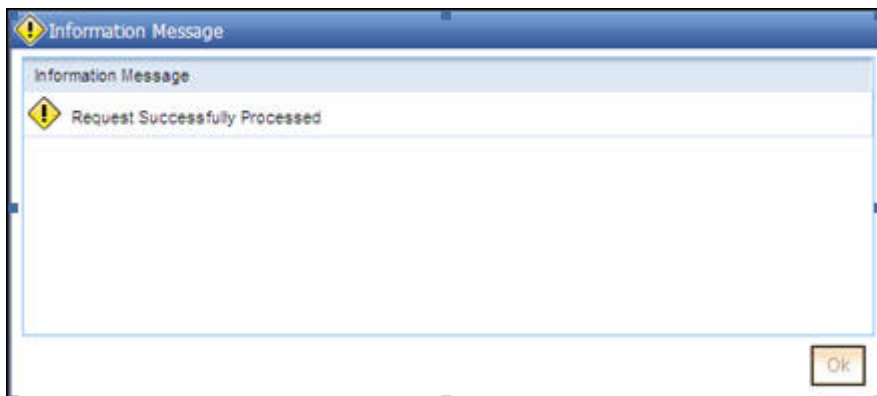 Information Message
Information Message
Request Successfully Processed
Ok